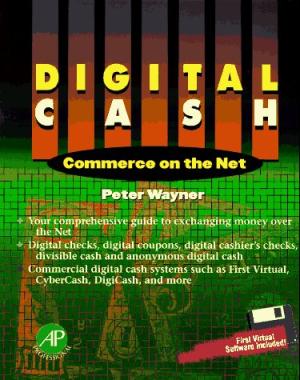 DIGITAL
CASH
Commerce on the Net
Peter Wayner
Your comprehensive guide to exchanging money over
the Net
Digital checks, digital coupons, digital cashier's checks,
divisible cash and anonymous digital cash
Commercial digital cash systems such as First Virtual,
CyberCash, DigiCash, and more
First Virtual
Software Included!
AP
PROFESSIONAL